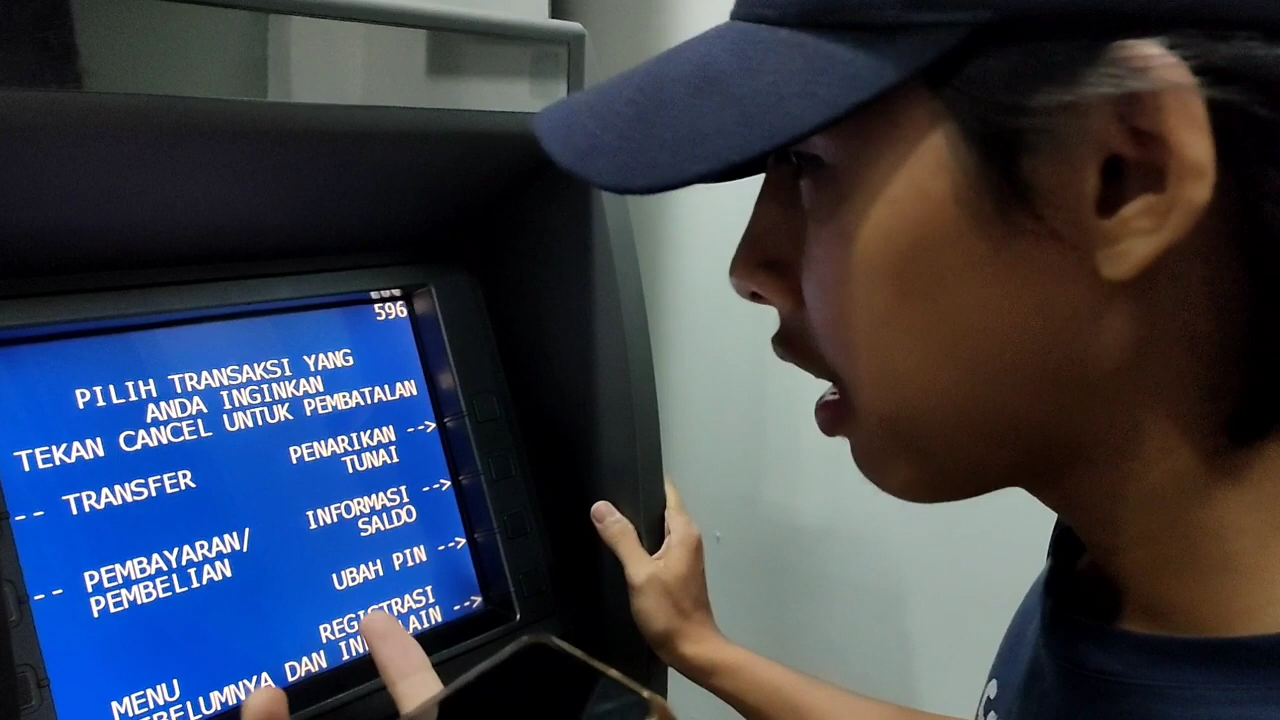 596
PILIH TRANSAKSI YANG
ANDA INGINKAN
TEKAN CANCEL UNTUK PEMBATALAN
PENARIKAN -->
TUNAI
-- TRANSFER
INFORMASI -->
SALDO
-- PEMBAYARAN/
PEMBELIAN
UBAH PIN -->
REGISTRASI -->
DAN LAIN
MENU